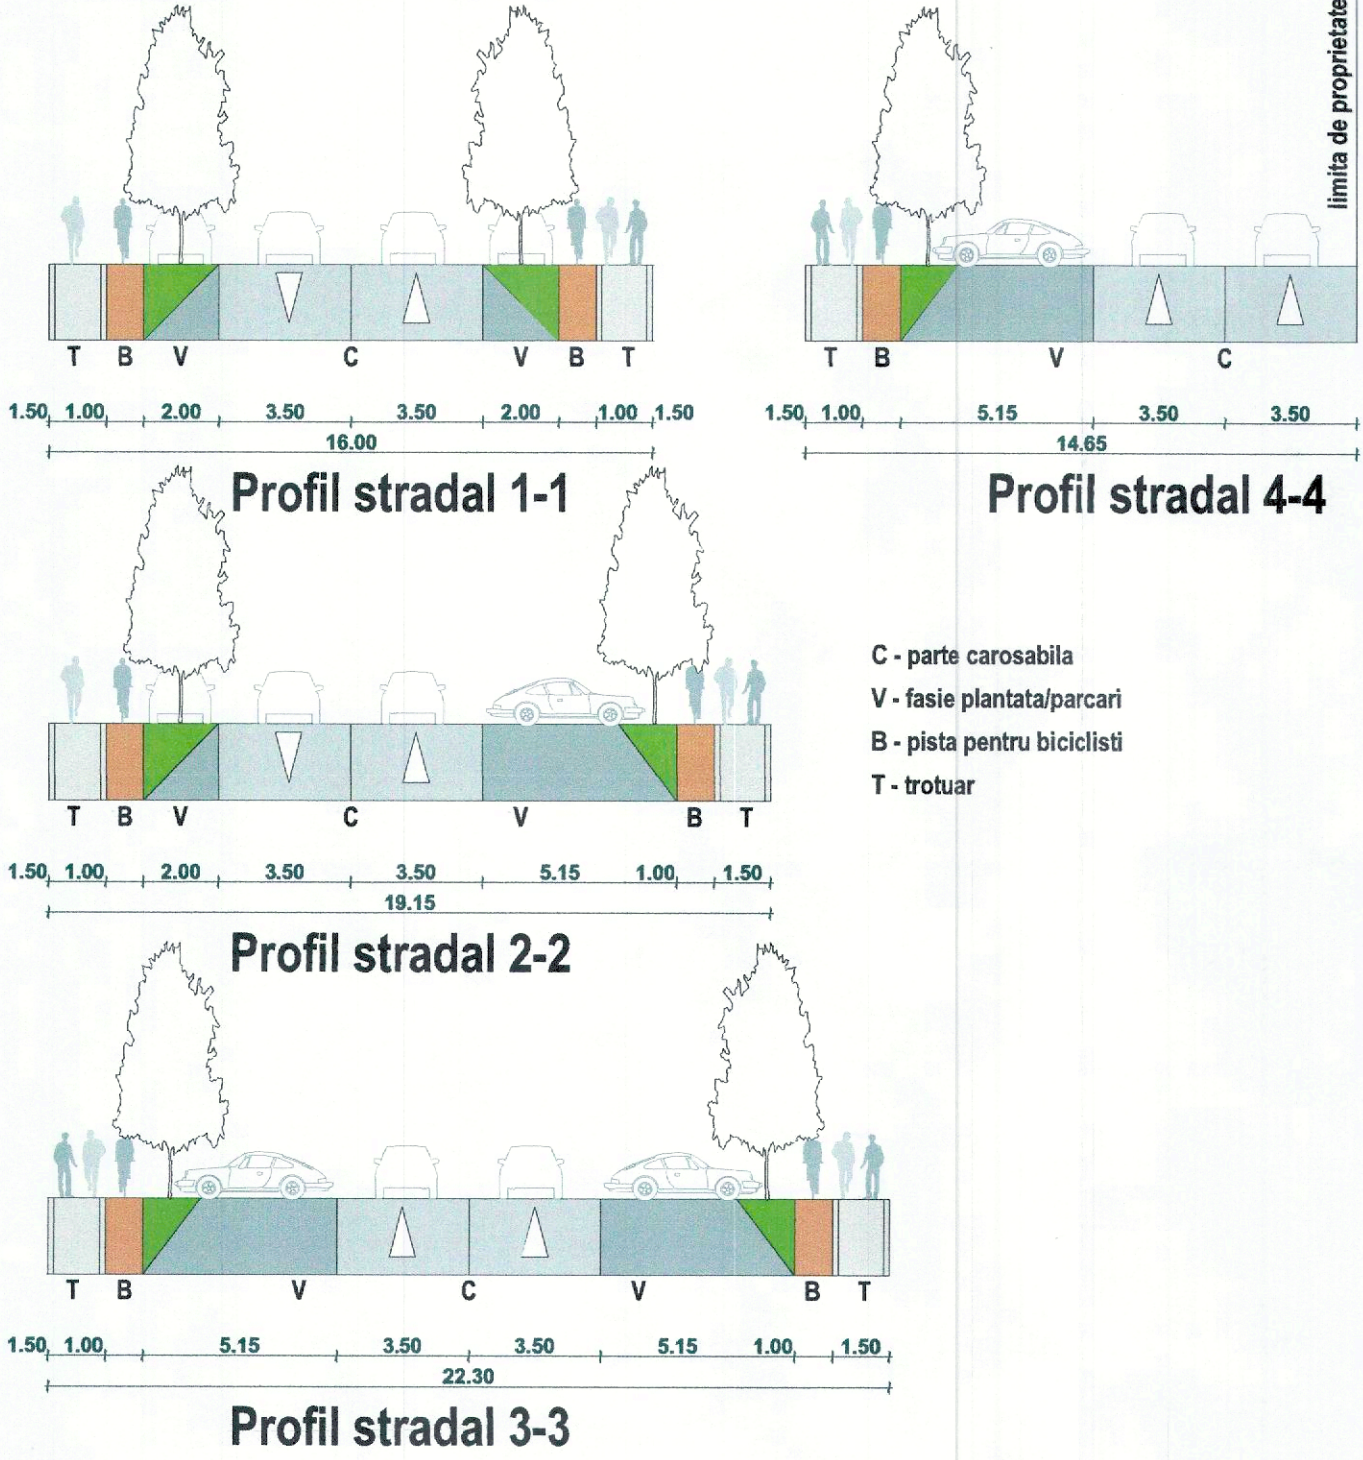 limita de proprietate
T B V C V B T
1.50 1.00 2.00 3.50 3.50 2.00 1.00 1.50
16.00
Profil stradal 1-1
T B V C
1.50 1.00 5.15 3.50 3.50
14.65
Profil stradal 4-4
C - parte carosabila
V - fasie plantata/parcari
B - pista pentru biciclisti
T - trotuar
T B V C V B T
1.50 1.00 2.00 3.50 3.50 5.15 1.00 1.50
19.15
Profil stradal 2-2
T B V C V B T
1.50 1.00 5.15 3.50 3.50 5.15 1.00 1.50
22.30
Profil stradal 3-3